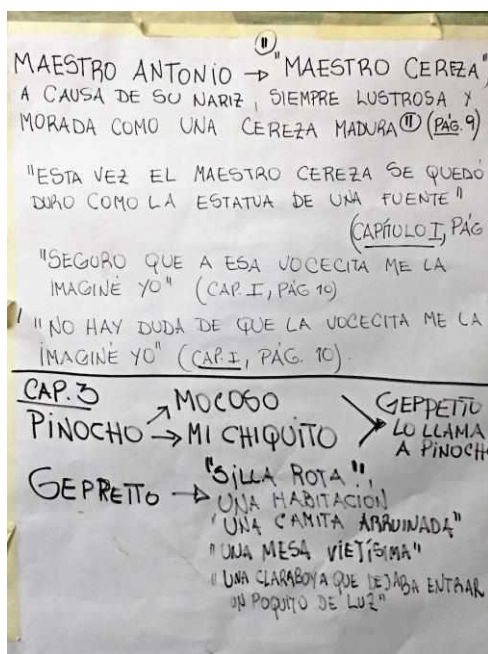 MAESTRO ANTONIO → "MAESTRO CEREZA",
A CAUSA DE SU NARIZ, SIEMPRE LUSTROSA Y
MORADA COMO UNA CEREZA MADURA" (PÁG. 9)
"ESTA VEZ EL MAESTRO CEREZA SE QUEDÓ
DURO COMO LA ESTATUA DE UNA FUENTE"
(CAPÍTULO I, PÁG
"SEGURO QUE A ESA VOCECITA ME LA
IMAGINÉ YO" (CAP. I, PÁG 10)
"NO HAY DUDA DE QUE LA VOCECITA ME LA
IMAGINÉ YO" (CAP. I, PÁG. 10).
CAP. 3
PINOCHO → MOCOSO
→ MI CHIQUITO
GEPPETTO
LO LLAMA
A PINOCHO
GEPRETTO → "SILLA ROTA",
UNA HABITACIÓN
"UNA CAMITA ARRUINADA"
"UNA MESA VIETÍSIMA"
"UNA CLARABOYA QUE DEJABA ENTRAR
UN POQUITO DE LUZ"